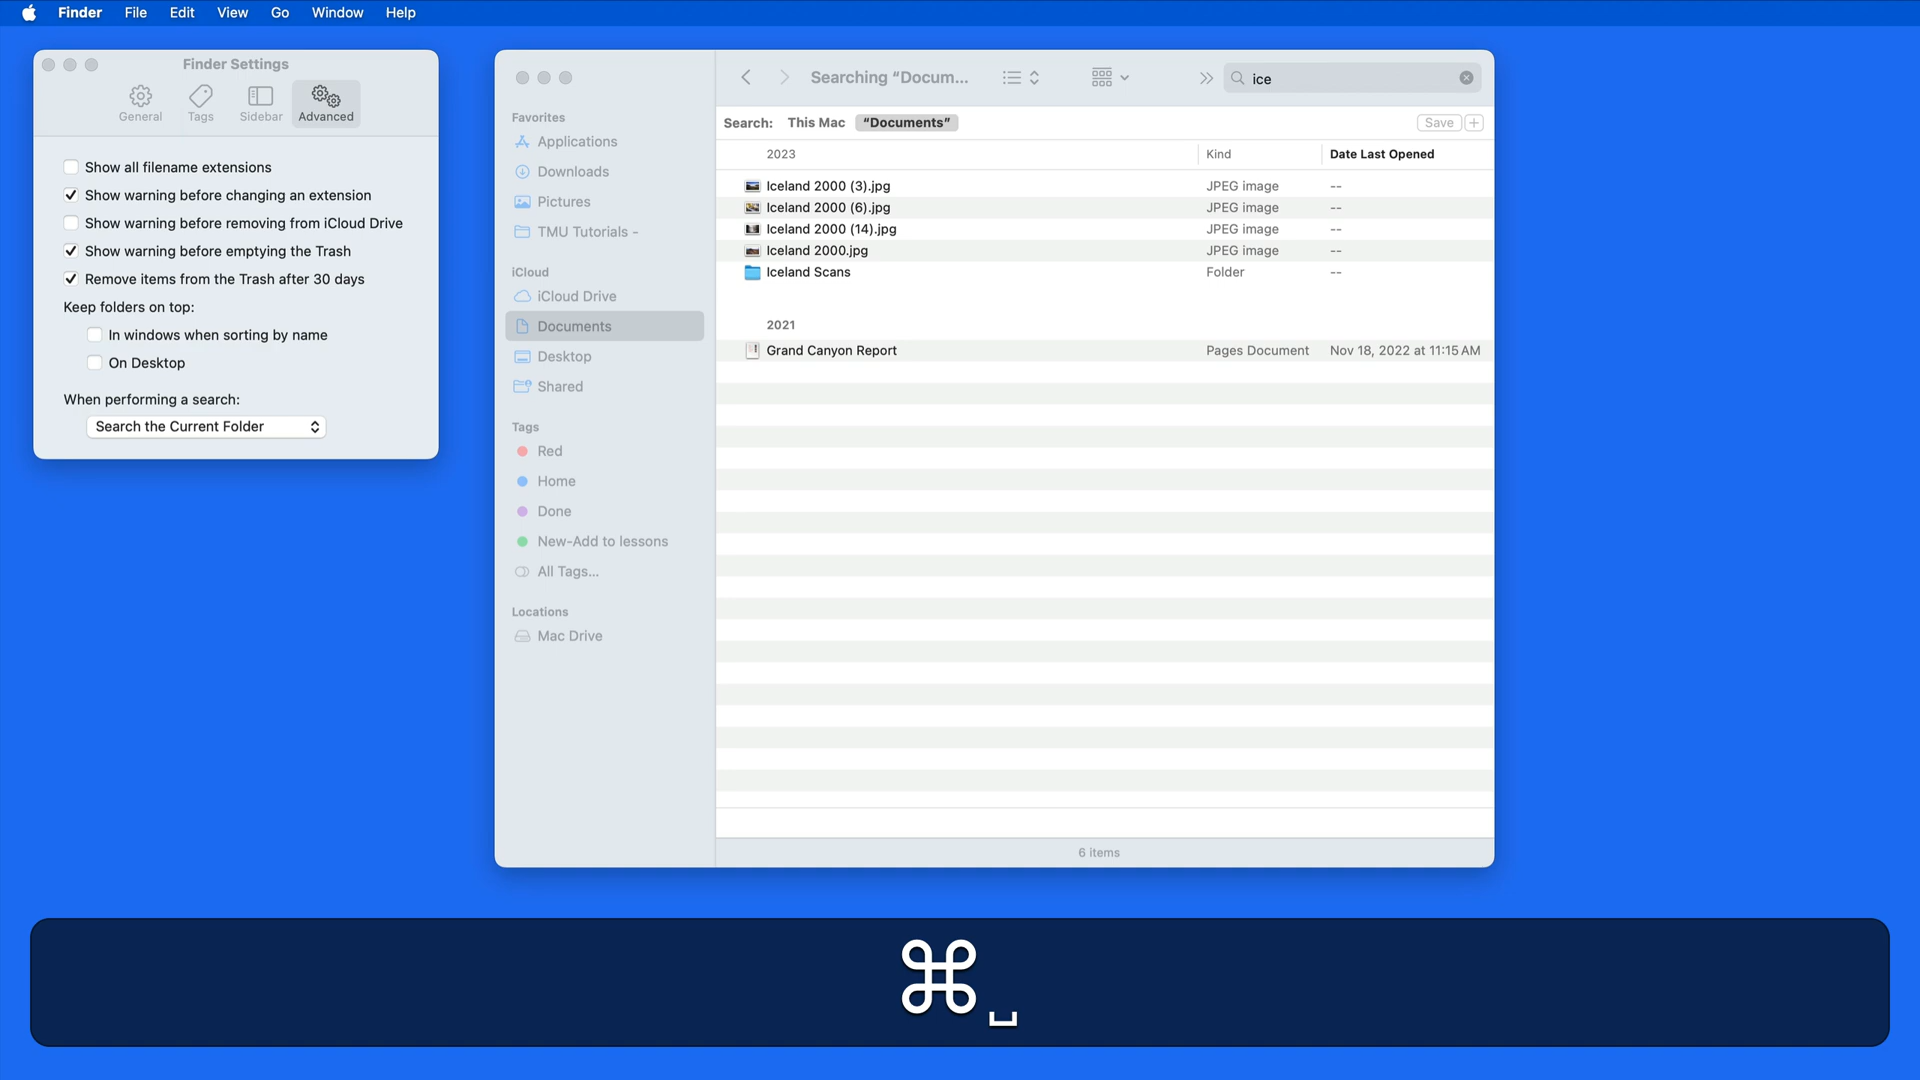 Finder File Edit View Go Window Help
Finder Settings
General Tags Sidebar Advanced
Show all filename extensions
Show warning before changing an extension
Show warning before removing from iCloud Drive
Show warning before emptying the Trash
Remove items from the Trash after 30 days
Keep folders on top:
In windows when sorting by name
On Desktop
When performing a search:
Search the Current Folder
Favorites
Applications
Downloads
Pictures
TMU Tutorials -
iCloud
iCloud Drive
Documents
Desktop
Shared
Tags
Red
Home
Done
New-Add to lessons
All Tags...
Locations
Mac Drive
Searching “Docum... ice
Search: This Mac “Documents” Save +
2023 Kind Date Last Opened
Iceland 2000 (3).jpg JPEG image --
Iceland 2000 (6).jpg JPEG image --
Iceland 2000 (14).jpg JPEG image --
Iceland 2000.jpg JPEG image --
Iceland Scans Folder --
2021
Grand Canyon Report Pages Document Nov 18, 2022 at 11:15 AM
6 items
⌘ ␣